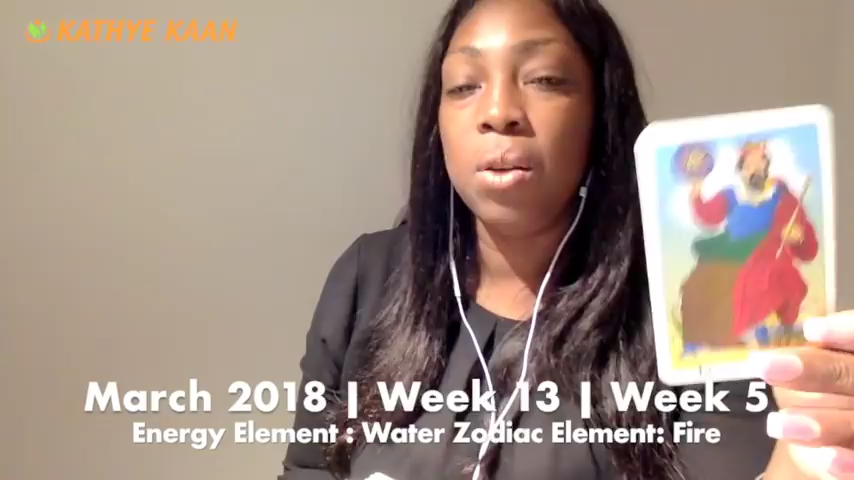 KATHYE KAAN
March 2018 | Week 13 | Week 5
Energy Element : Water Zodiac Element: Fire